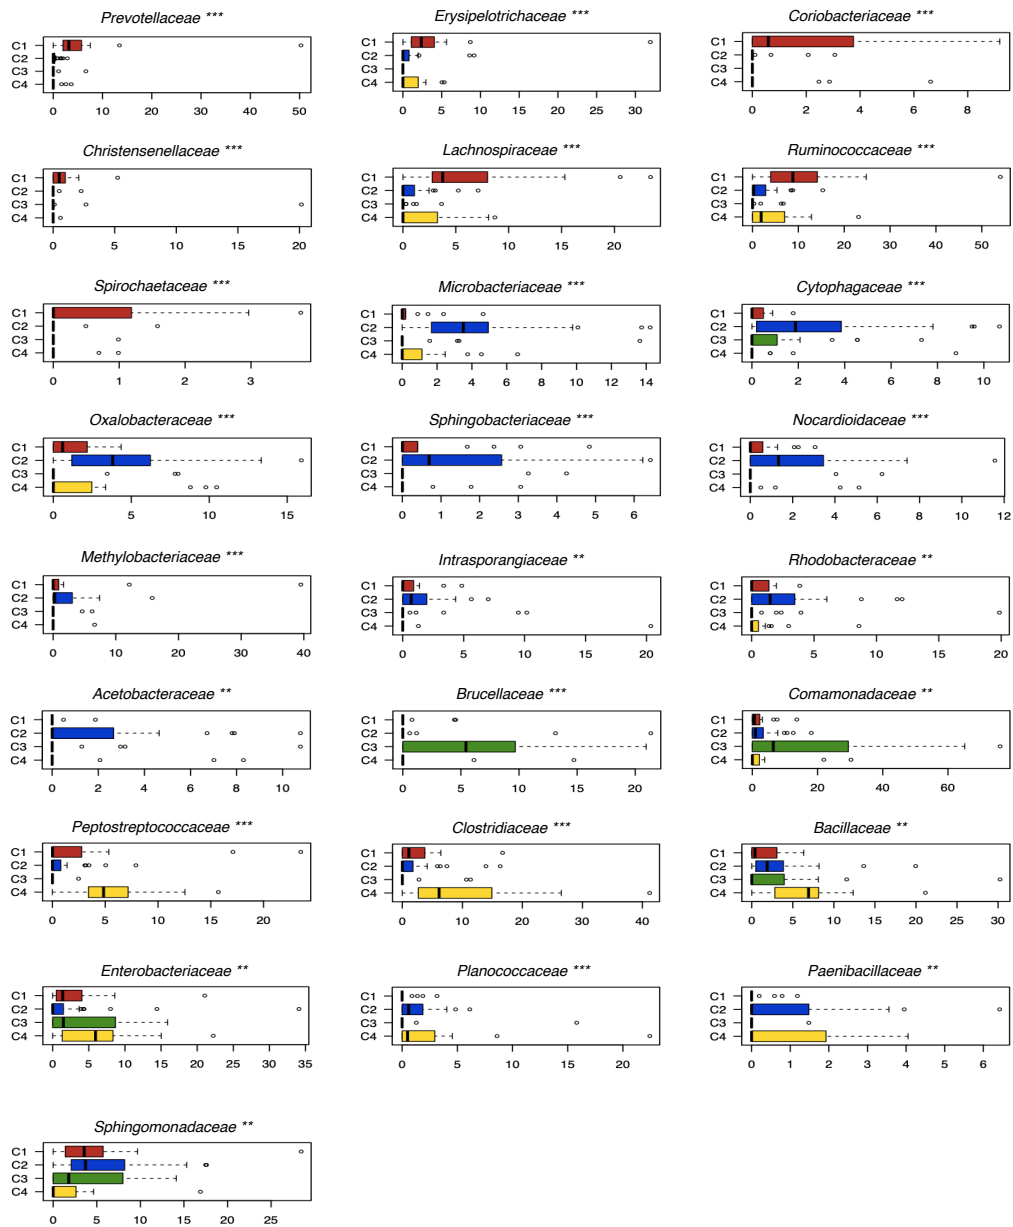 Prevotellaceae ***
C1
C2
C3
C4
0 10 20 30 40 50
Erysipelotrichaceae ***
C1
C2
C3
C4
0 5 10 15 20 25 30
Coriobacteriaceae ***
C1
C2
C3
C4
0 2 4 6 8
Christensenellaceae ***
C1
C2
C3
C4
0 5 10 15 20
Lachnospiraceae ***
C1
C2
C3
C4
0 5 10 15 20
Ruminococcaceae ***
C1
C2
C3
C4
0 10 20 30 40 50
Spirochaetaceae ***
C1
C2
C3
C4
0 1 2 3
Microbacteriaceae ***
C1
C2
C3
C4
0 2 4 6 8 10 12 14
Cytophagaceae ***
C1
C2
C3
C4
0 2 4 6 8 10
Oxalobacteraceae ***
C1
C2
C3
C4
0 5 10 15
Sphingobacteriaceae ***
C1
C2
C3
C4
0 1 2 3 4 5 6
Nocardioidaceae ***
C1
C2
C3
C4
0 2 4 6 8 10 12
Methylobacteriaceae ***
C1
C2
C3
C4
0 10 20 30 40
Intrasporangiaceae **
C1
C2
C3
C4
0 5 10 15 20
Rhodobacteraceae **
C1
C2
C3
C4
0 5 10 15 20
Acetobacteraceae **
C1
C2
C3
C4
0 2 4 6 8 10
Brucellaceae ***
C1
C2
C3
C4
0 5 10 15 20
Comamonadaceae **
C1
C2
C3
C4
0 20 40 60
Peptostreptococcaceae ***
C1
C2
C3
C4
0 5 10 15 20
Clostridiaceae ***
C1
C2
C3
C4
0 10 20 30 40
Bacillaceae **
C1
C2
C3
C4
0 5 10 15 20 25 30
Enterobacteriaceae **
C1
C2
C3
C4
0 5 10 15 20 25 30 35
Planococcaceae ***
C1
C2
C3
C4
0 5 10 15 20
Paenibacillaceae **
C1
C2
C3
C4
0 1 2 3 4 5 6
Sphingomonadaceae **
C1
C2
C3
C4
0 5 10 15 20 25